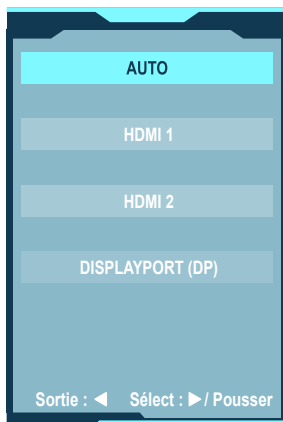 AUTO
HDMI 1
HDMI 2
DISPLAYPORT (DP)
Sortie : ◀ Sélect : ▶ / Pousser